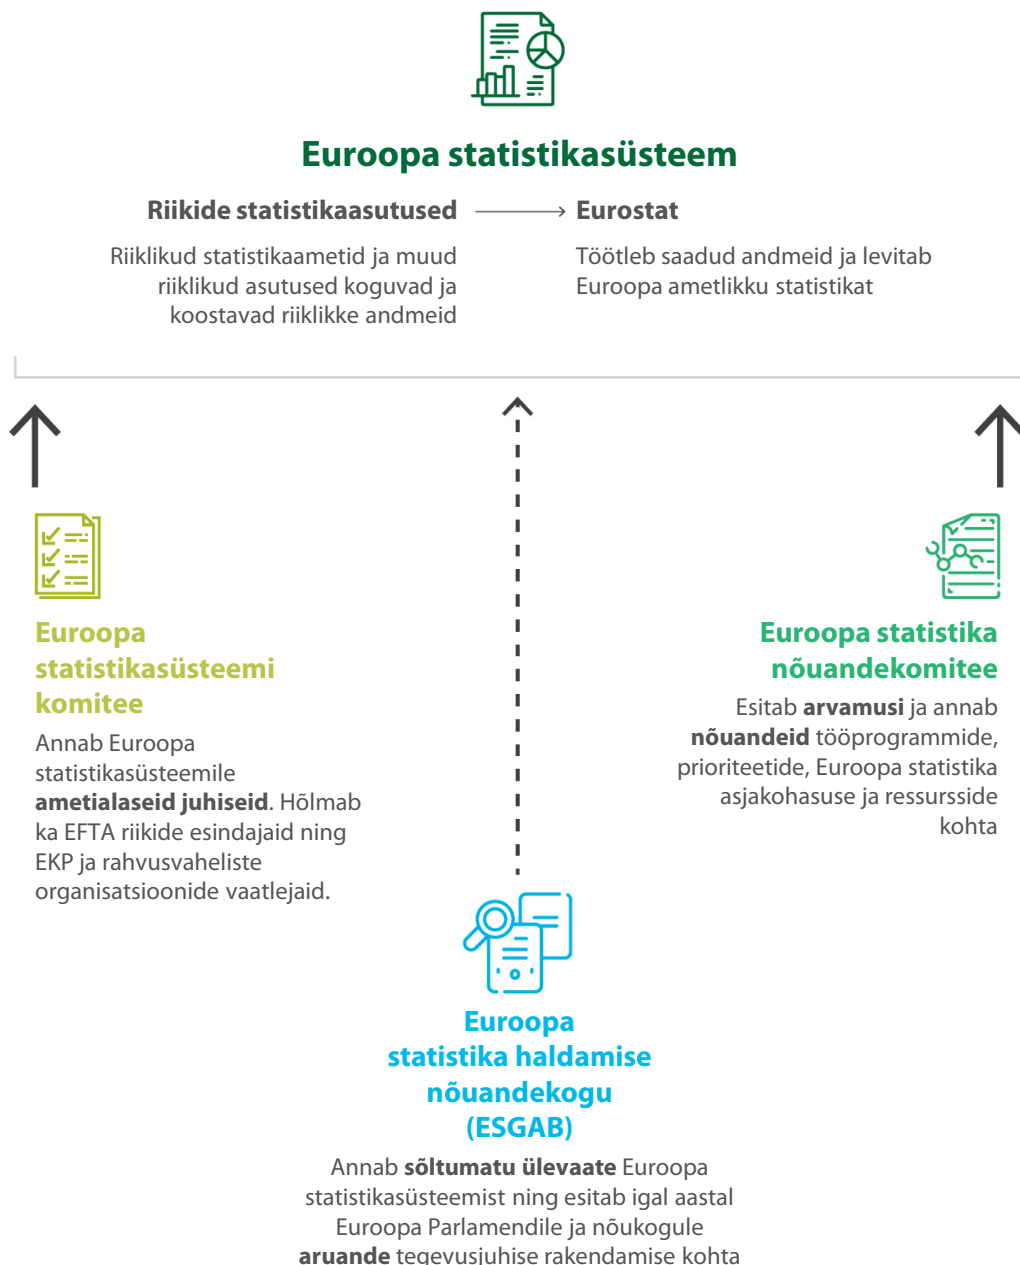 Euroopa statistikasüsteem
Riikide statistikaasutused
Riiklikud statistikaametid ja muud
riiklikud asutused koguvad ja
koostavad riiklikke andmeid
Eurostat
Töötleb saadud andmeid ja levitab
Euroopa ametlikku statistikat
Euroopa
statistikasüsteemi
komitee
Annab Euroopa
statistikasüsteemile
ametialaseid juhiseid. Hõlmab
ka EFTA riikide esindajaid ning
EKP ja rahvusvaheliste
organisatsioonide vaatlejaid.
Euroopa statistika
nõuandekomitee
Esitab arvamusi ja annab
nõuandeid tööprogrammide,
prioriteetide, Euroopa statistika
asjakohasuse ja ressursside
kohta
Euroopa
statistika haldamise
nõuandekogu
(ESGAB)
Annab sõltumatu ülevaate Euroopa
statistikasüsteemist ning esitab igal aastal
Euroopa Parlamendile ja nõukogule
aruande tegevusjuhise rakendamise kohta